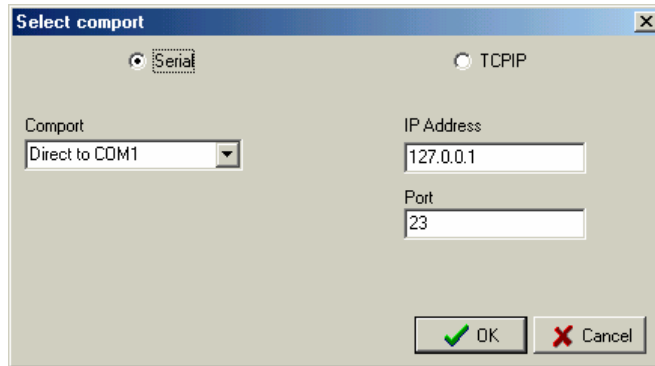 Select comport
Serial
TCPIP
Comport
Direct to COM1
IP Address
127.0.0.1
Port
23
OK
Cancel